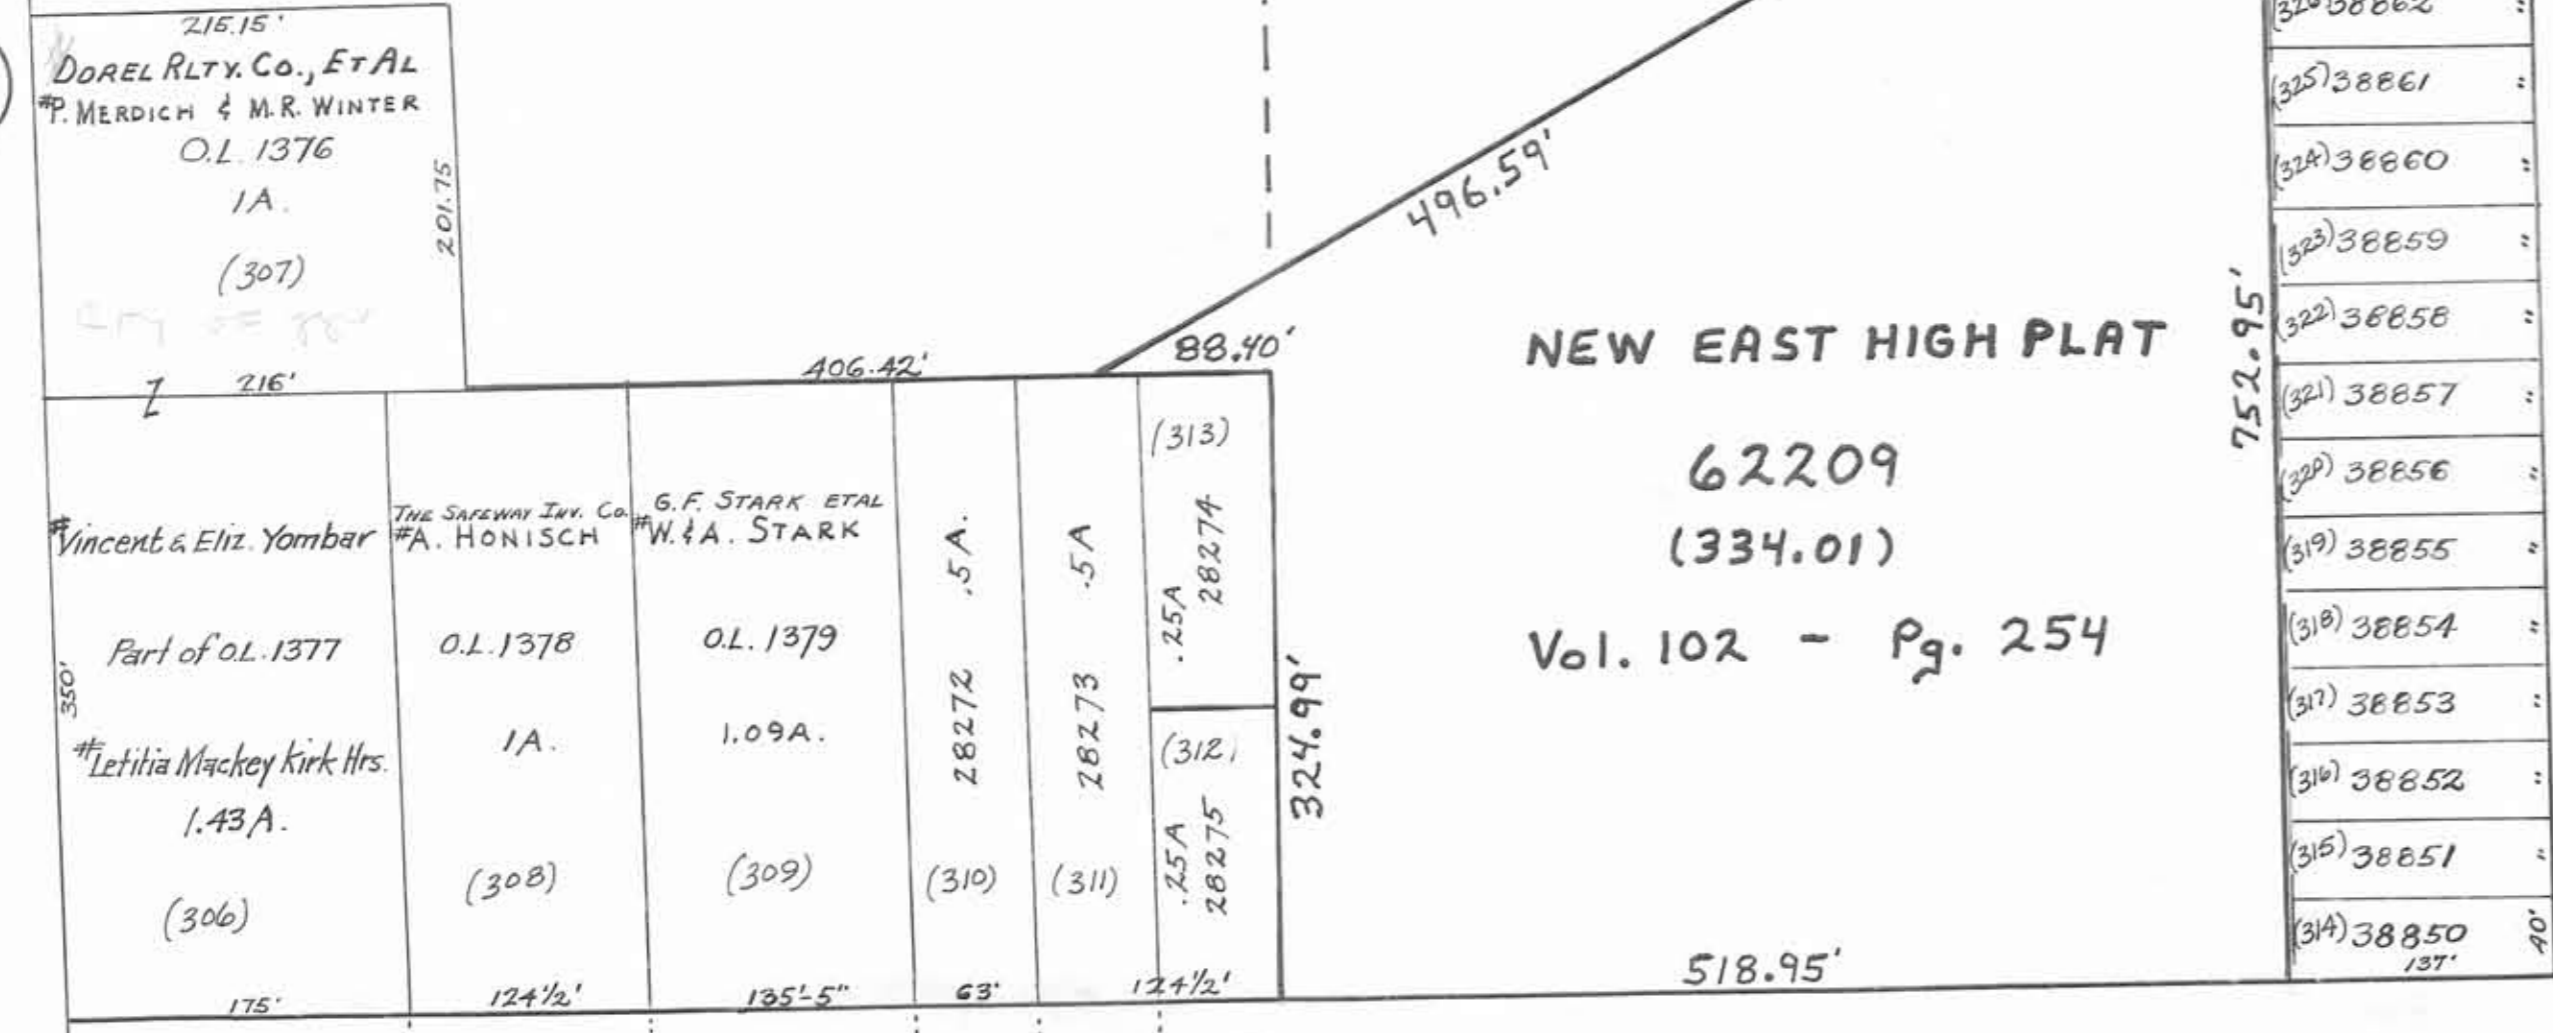 215.15'
DOREL RLTY. CO., ET AL
#P. MERDICH & M.R. WINTER
O.L. 1376
1A.
(307)
201.75
216'
406.42'
88.40'
496.59'
#Vincent & Eliz. Yombar
Part of O.L. 1377
#Letitia Mackey Kirk Hrs.
1.43A.
(306)
350'
175'
THE SAFEWAY INV. CO.
#A. HONISCH
O.L. 1378
1A.
(308)
124½'
G.F. STARK ETAL
#W. & A. STARK
O.L. 1379
1.09A.
(309)
135'-5"
28272 .5A.
(310)
63'
28273 .5A
(311)
(313)
.25A
28274
(312)
.25A
28275
124½'
324.99'
NEW EAST HIGH PLAT
62209
(334.01)
Vol. 102 - Pg. 254
518.95'
752.95'
(326) 38862 "
(325) 38861 "
(324) 38860 "
(323) 38859 "
(322) 38858 "
(321) 38857 "
(320) 38856 "
(319) 38855 "
(318) 38854 "
(317) 38853 "
(316) 38852 "
(315) 38851 "
(314) 38850 40'
137'